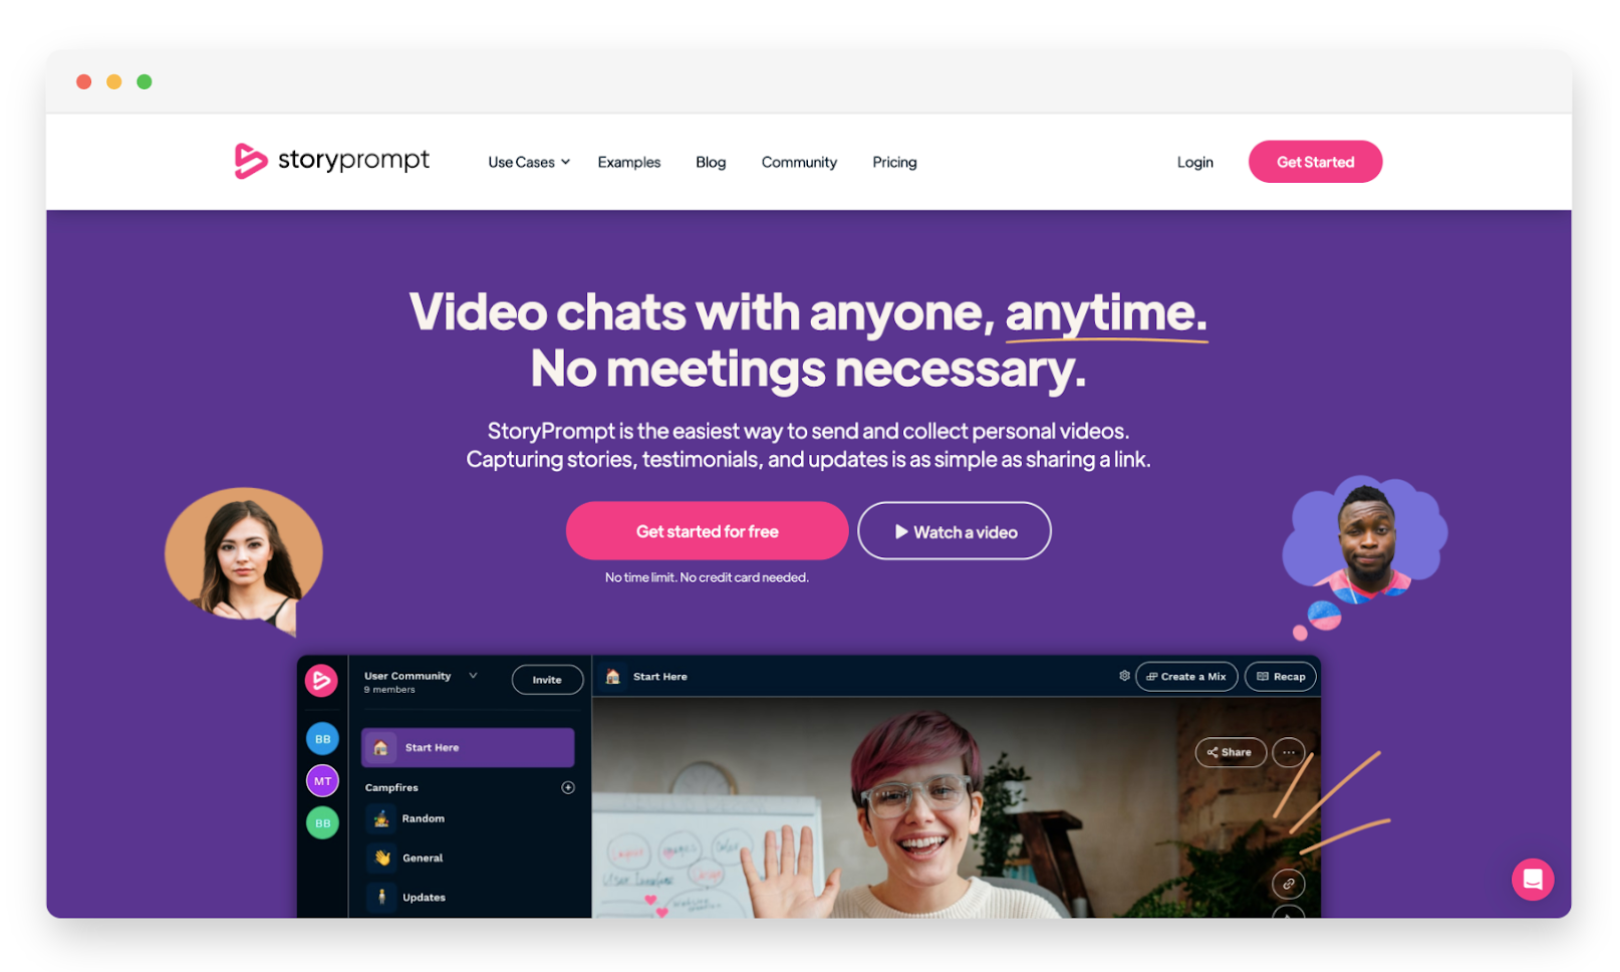 storyprompt
Use Cases
Examples
Blog
Community
Pricing
Login
Get Started
Video chats with anyone, anytime.
No meetings necessary.
StoryPrompt is the easiest way to send and collect personal videos.
Capturing stories, testimonials, and updates is as simple as sharing a link.
Get started for free
Watch a video
No time limit. No credit card needed.
User Community
9 members
Invite
Start Here
Create a Mix
Recap
BB
MT
BB
Start Here
Campfires
Random
General
Updates
Share